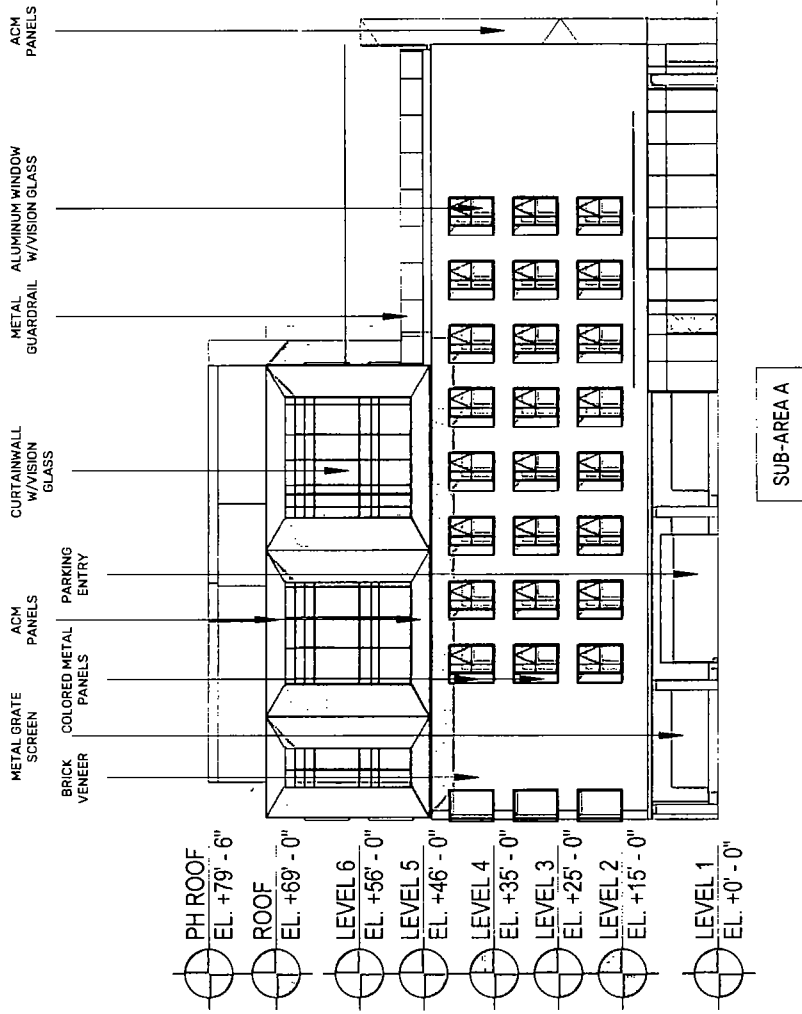 METAL GRATE
SCREEN
BRICK
VENEER
ACM
PANELS
COLORED METAL
PANELS
PARKING
ENTRY
CURTAINWALL
W/VISION
GLASS
METAL
GUARDRAIL
ALUMINUM WINDOW
W/VISION GLASS
ACM
PANELS
PH ROOF
EL. +79' - 6"
ROOF
EL. +69' - 0"
LEVEL 6
EL. +56' - 0"
LEVEL 5
EL. +46' - 0"
LEVEL 4
EL. +35' - 0"
LEVEL 3
EL. +25' - 0"
LEVEL 2
EL. +15' - 0"
LEVEL 1
EL. +0' - 0"
SUB-AREA A